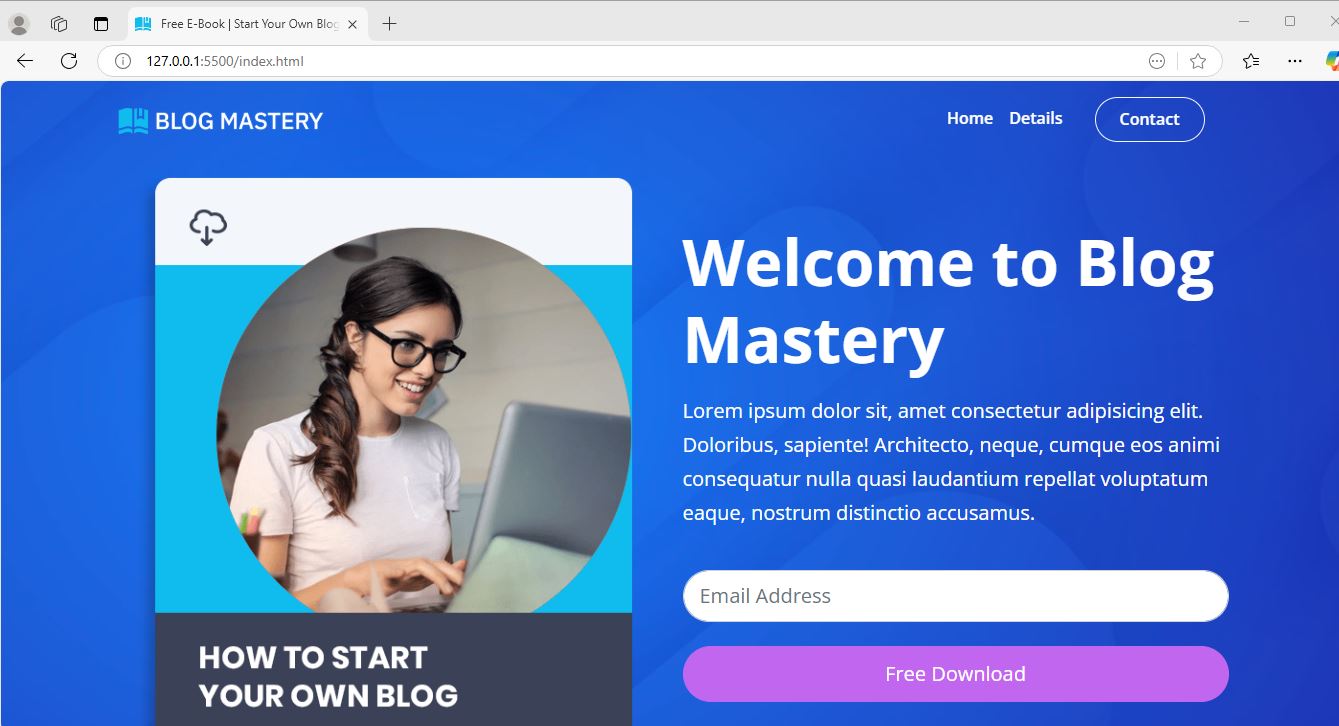 Free E-Book | Start Your Own Blog
127.0.0.1:5500/index.html
BLOG MASTERY
Home Details Contact
Welcome to Blog
Mastery
Lorem ipsum dolor sit, amet consectetur adipisicing elit.
Doloribus, sapiente! Architecto, neque, cumque eos animi
consequatur nulla quasi laudantium repellat voluptatum
eaque, nostrum distinctio accusamus.
Email Address
Free Download
HOW TO START
YOUR OWN BLOG